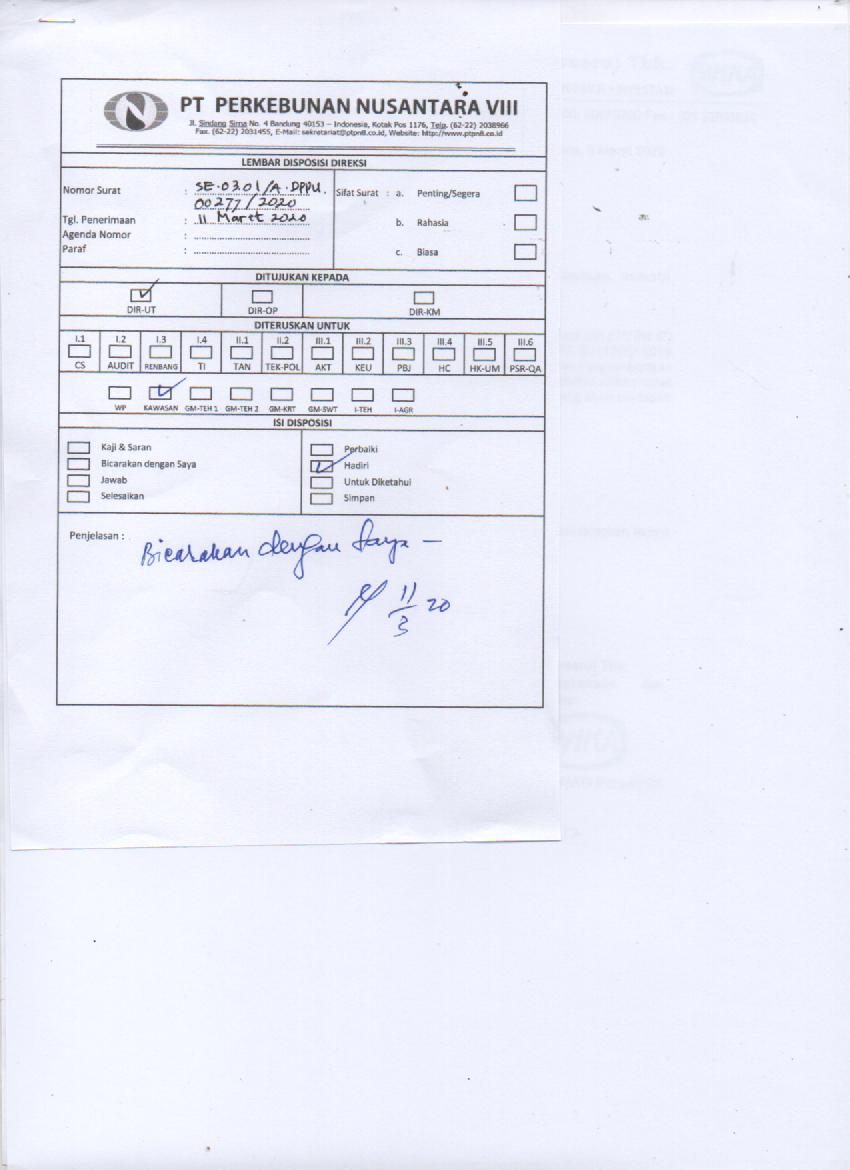 PT PERKEBUNAN NUSANTARA VIII
Jl. Sindang Sirna No. 4 Bandung 40153 – Indonesia, Kotak Pos 1176, Telp. (62-22) 2038966
Fax. (62-22) 2031455, E-Mail: sekretariat@ptpn8.co.id, Website: http://www.ptpn8.co.id
LEMBAR DISPOSISI DIREKSI
Nomor Surat : SE.0301/A.DPPU. Sifat Surat : a. Penting/Segera
00277/2020
Tgl. Penerimaan : 11 Maret 2020 b. Rahasia
Agenda Nomor :
Paraf : c. Biasa
DITUJUKAN KEPADA
DIR-UT DIR-OP DIR-KM
DITERUSKAN UNTUK
I.1 I.2 I.3 I.4 II.1 II.2 III.1 III.2 III.3 III.4 III.5 III.6
CS AUDIT RENBANG TI TAN TEK-POL AKT KEU PBJ HC HK-UM PSR-QA
WP KAWASAN GM-TEH 1 GM-TEH 2 GM-KRT GM-SWT I-TEH I-AGR
ISI DISPOSISI
Kaji & Saran Perbaiki
Bicarakan dengan Saya Hadiri
Jawab Untuk Diketahui
Selesaikan Simpan
Penjelasan : Bicarakan dengan Saya –
11/3 20